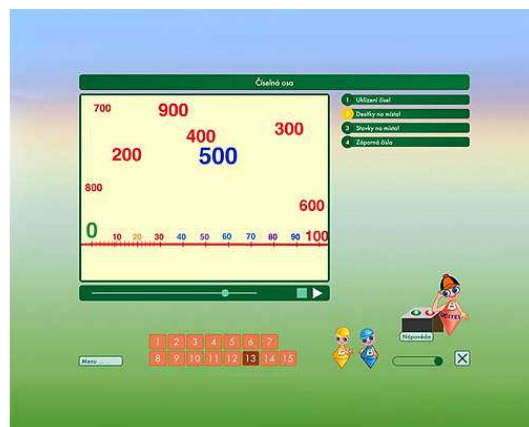 Číselná osa
700 900 300
400
200 500
800
600
0 10 20 30 40 50 60 70 80 90 100
1 Uklízení čísel
2 Desítky na místa!
3 Stovky na místa!
4 Záporná čísla
Nápověda
Menu ...
1 2 3 4 5 6 7
8 9 10 11 12 13 14 15